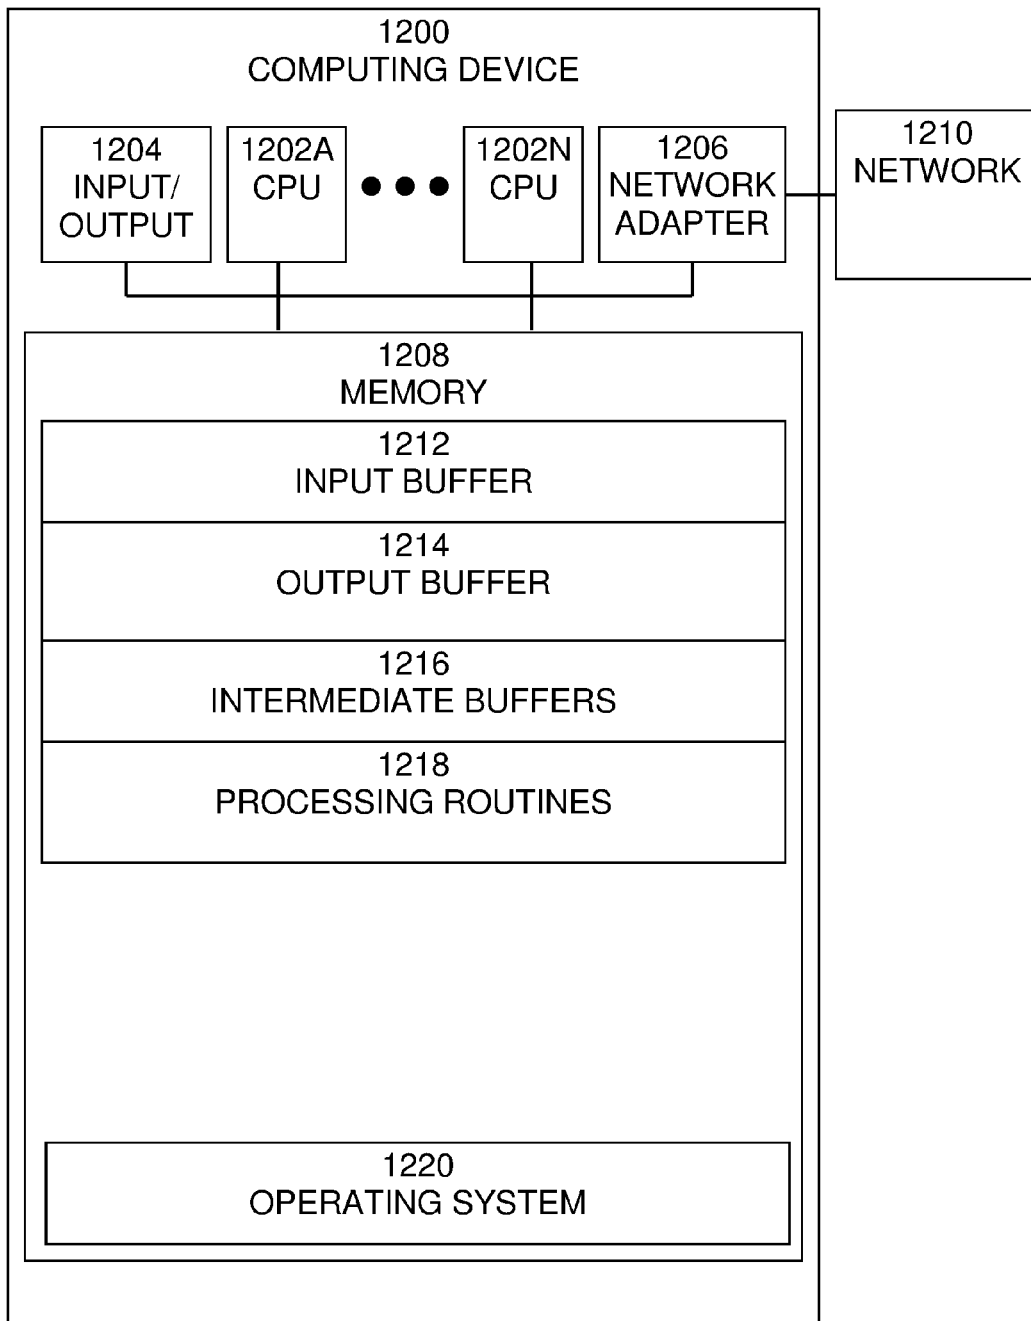 1200
COMPUTING DEVICE
1204
INPUT/
OUTPUT
1202A
CPU
1202N
CPU
1206
NETWORK
ADAPTER
1210
NETWORK
1208
MEMORY
1212
INPUT BUFFER
1214
OUTPUT BUFFER
1216
INTERMEDIATE BUFFERS
1218
PROCESSING ROUTINES
1220
OPERATING SYSTEM